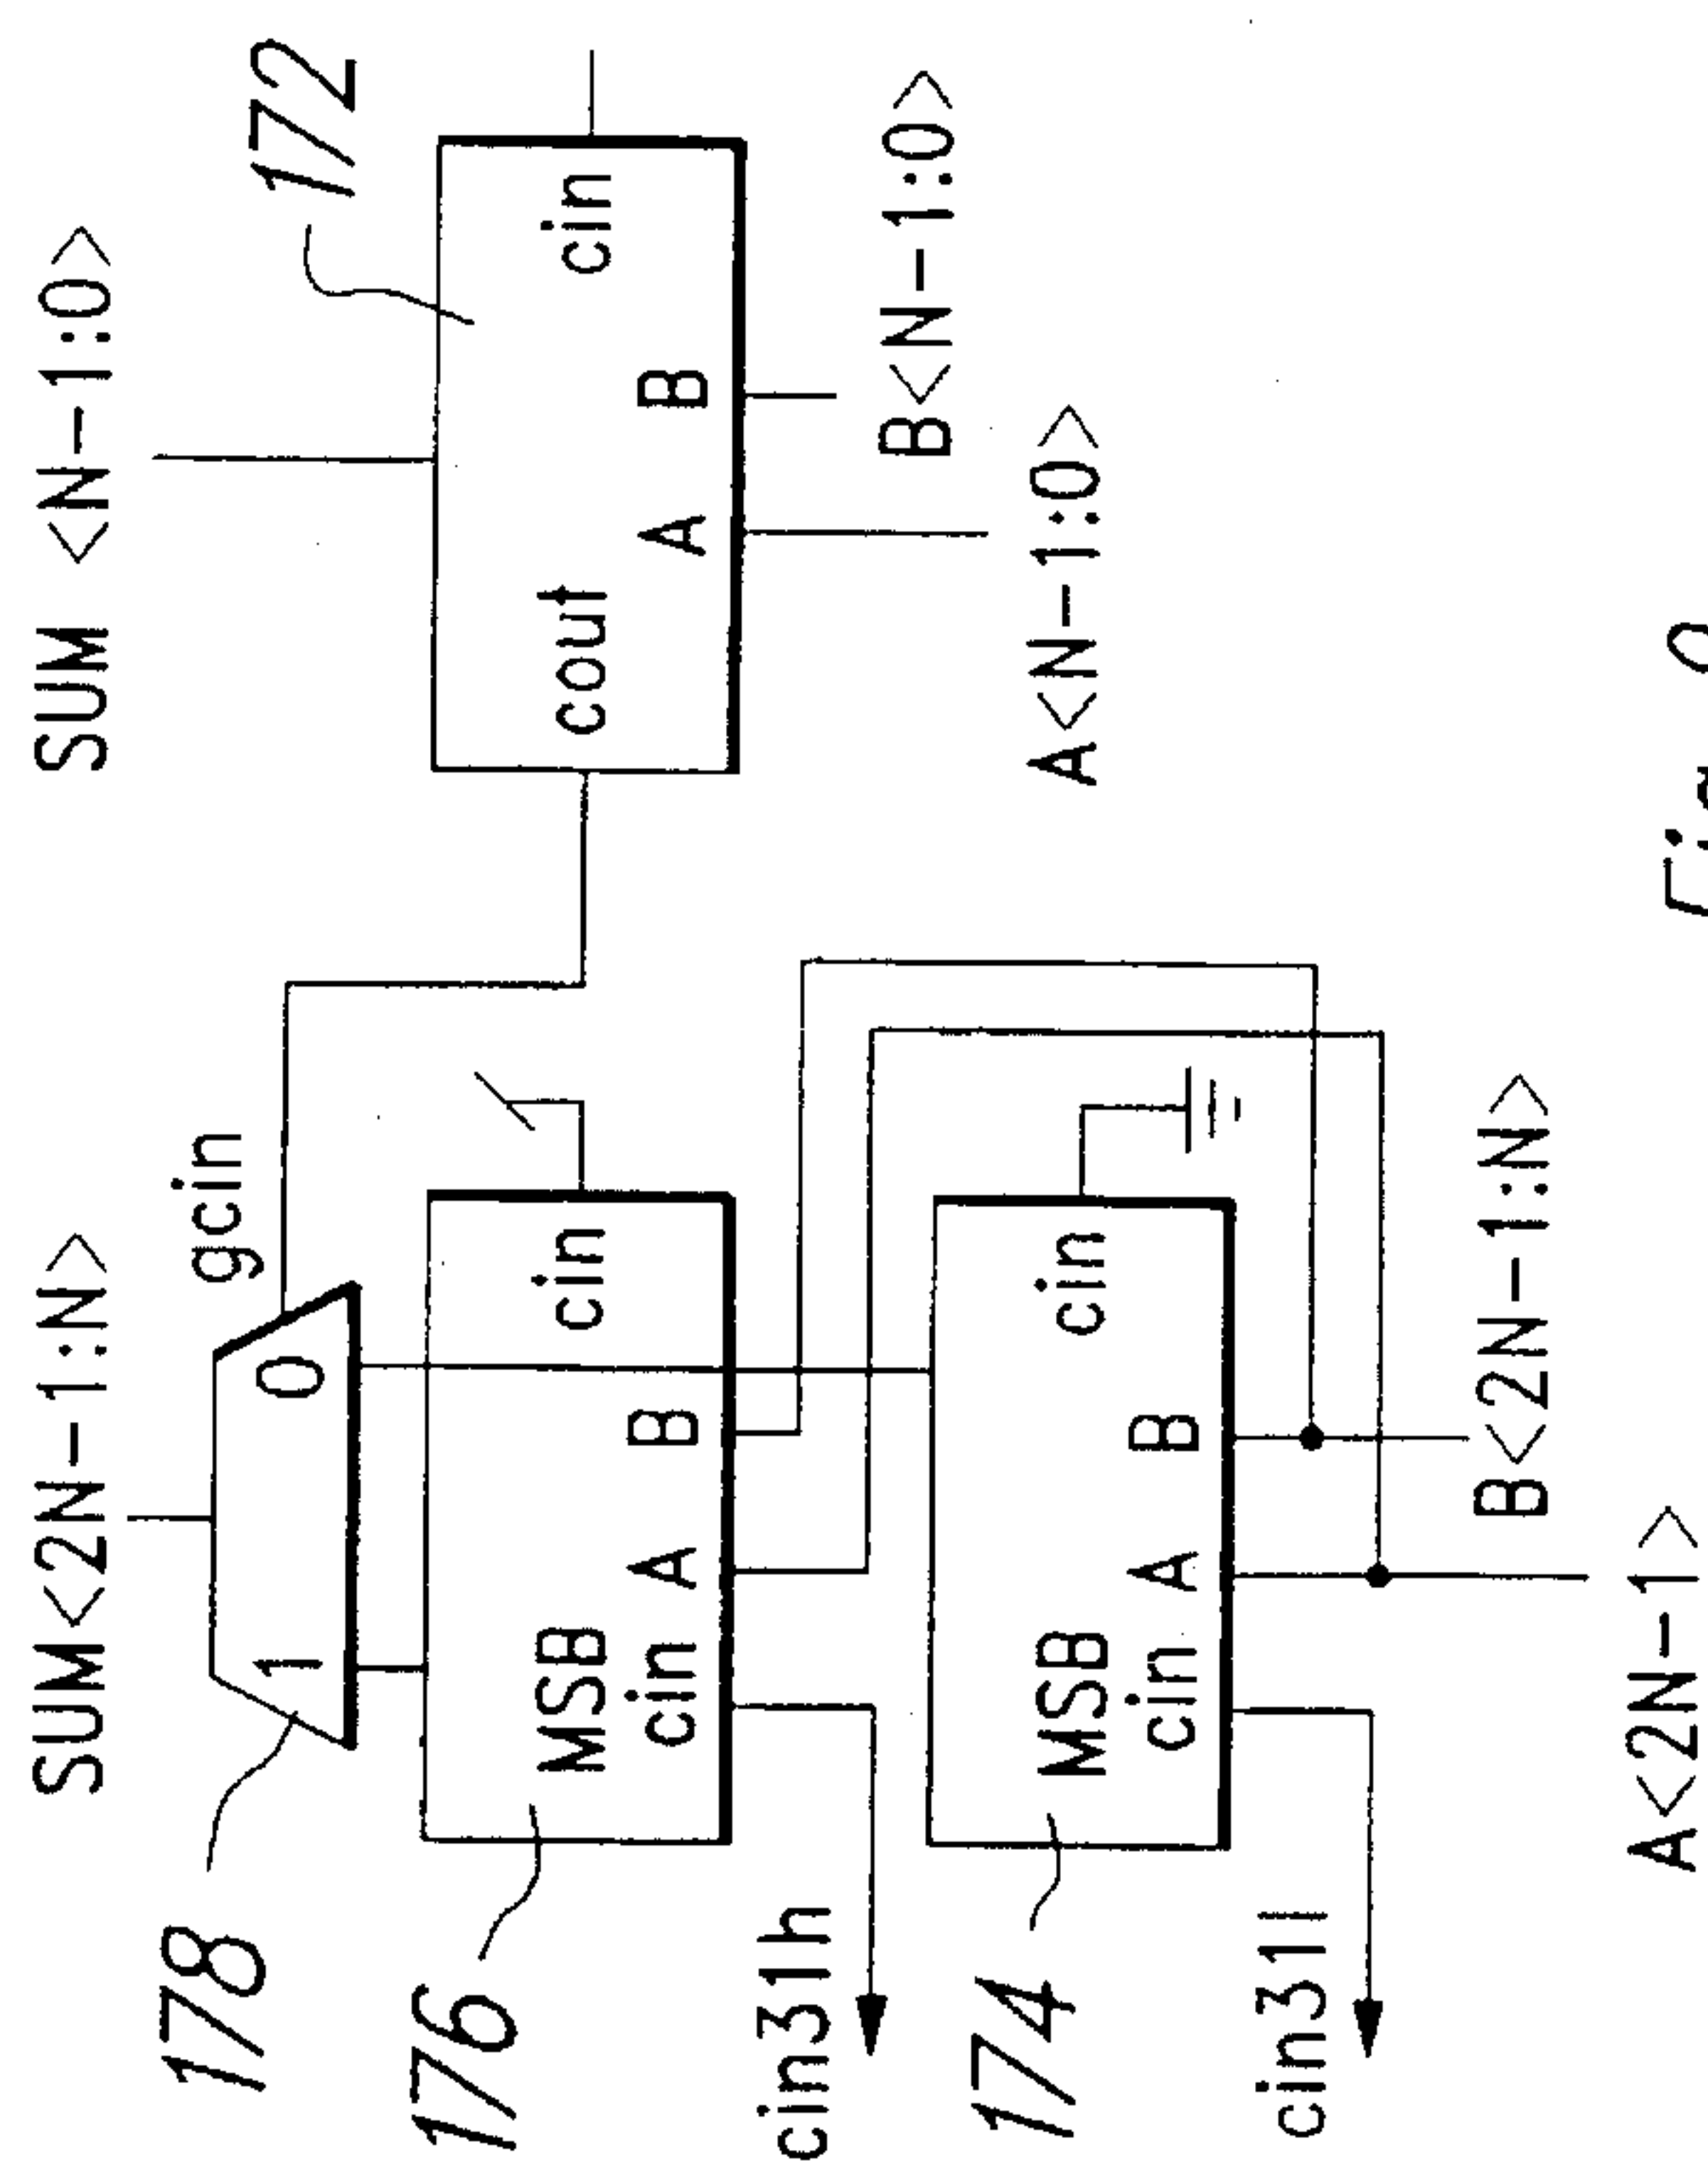 SUM<2N-1:N>
SUM <N-1:0>
178
1
0
gcin
172
176
MSB
cin
cin
A
B
cout
cin
A
B
cin31h
B<N-1:0>
174
MSB
cin
cin
A
B
A<N-1:0>
cin31l
B<2N-1:N>
A<2N-1>